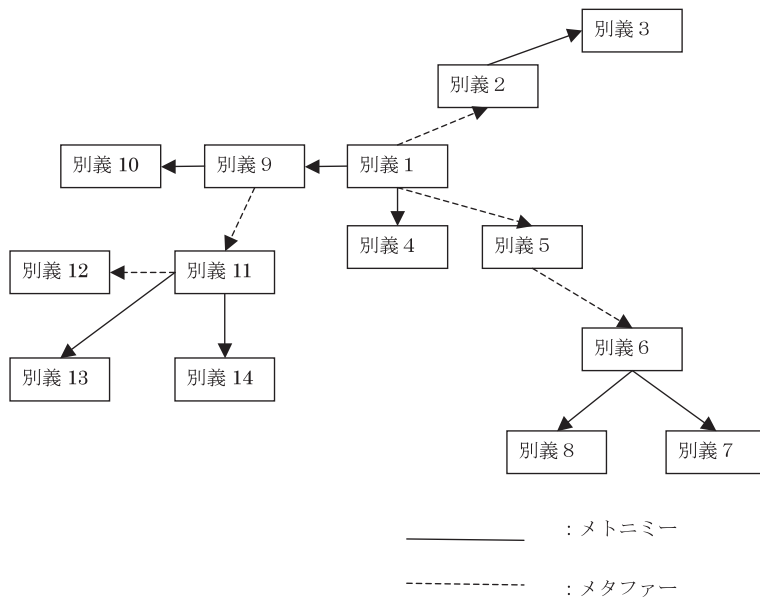 別義３
別義２
別義 10
別義９
別義１
別義４
別義５
別義 12
別義 11
別義６
別義 13
別義 14
別義８
別義７
：メトニミー
：メタファー